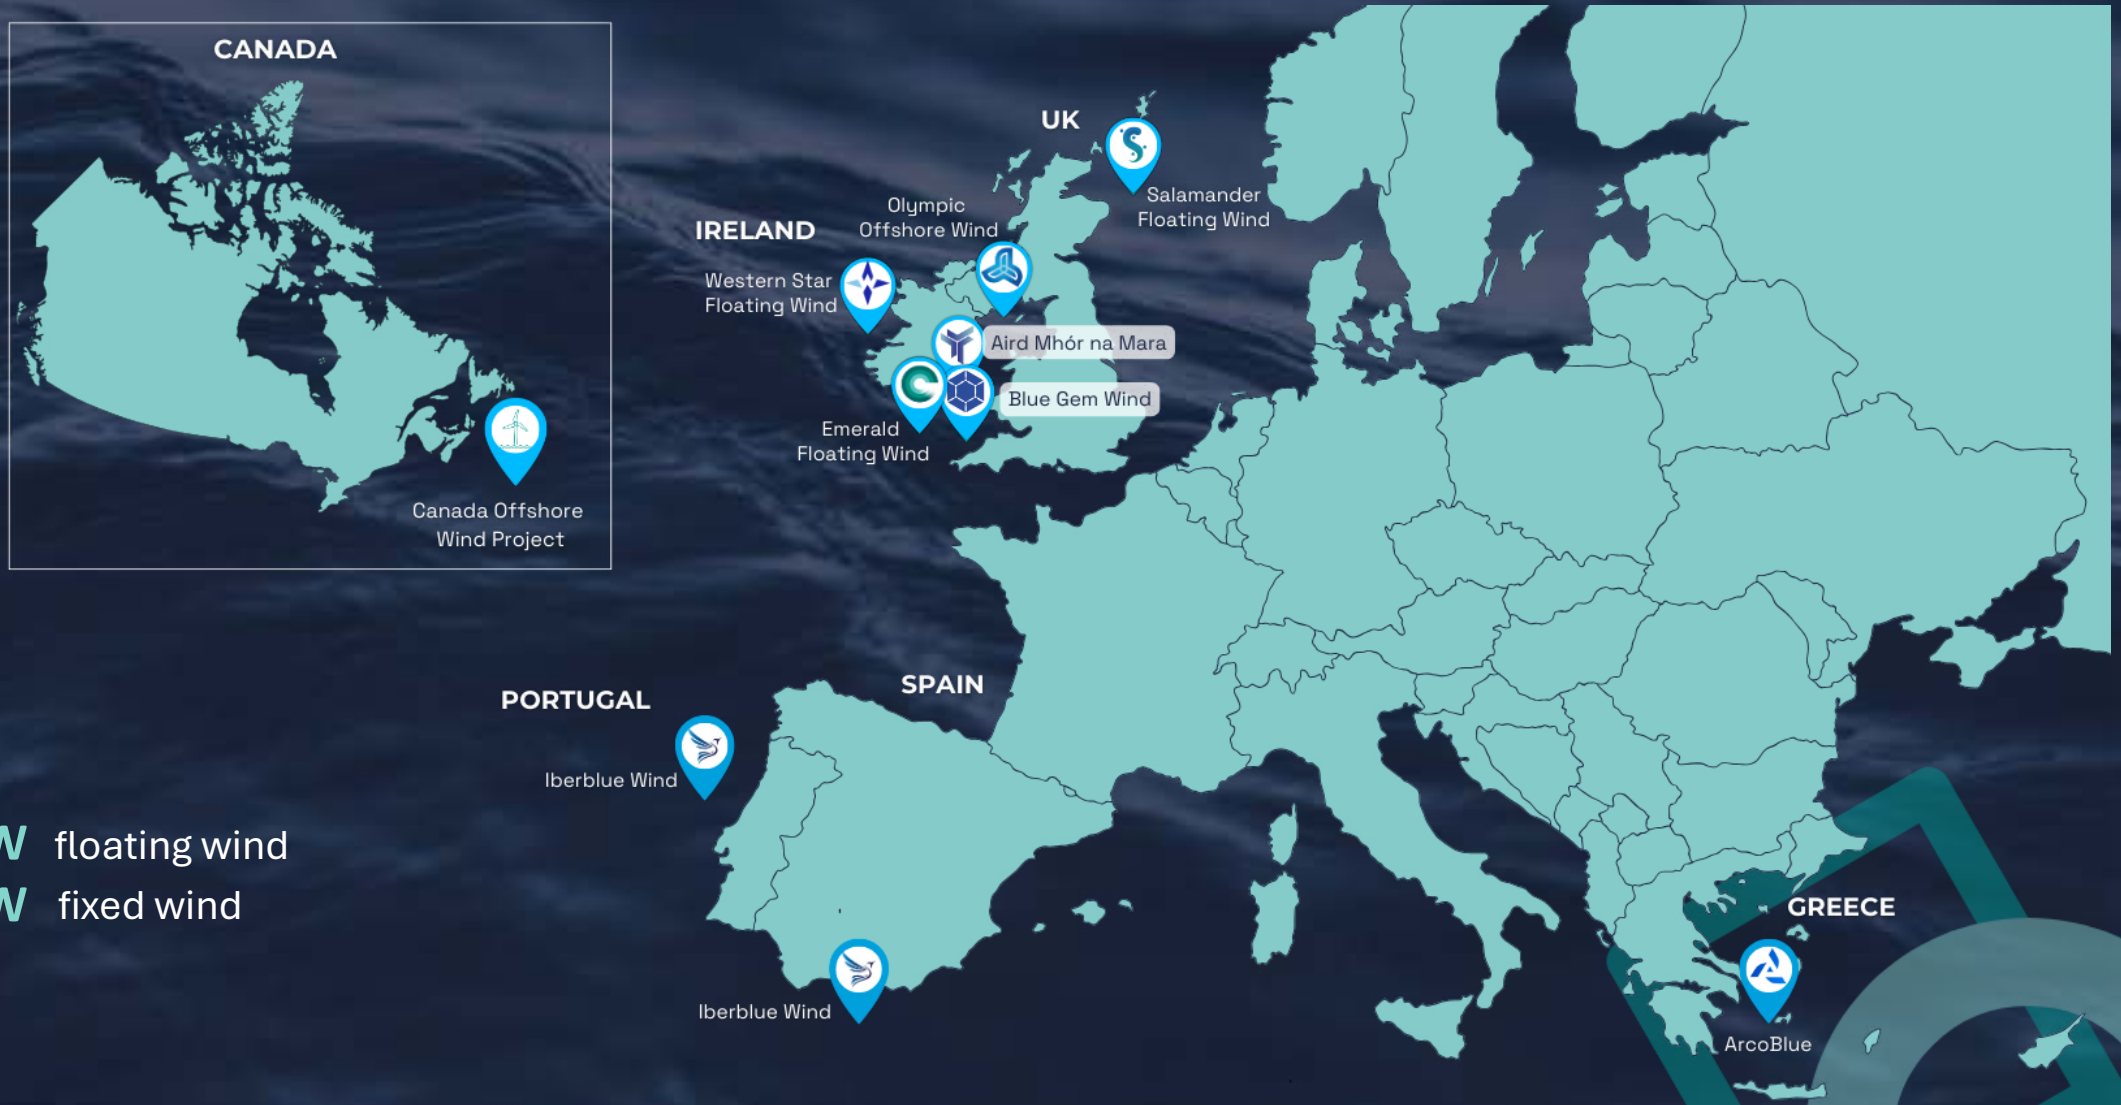 CANADA
Canada Offshore
Wind Project
UK
Salamander
Floating Wind
Olympic
Offshore Wind
IRELAND
Western Star
Floating Wind
Aird Mhór na Mara
Blue Gem Wind
Emerald
Floating Wind
SPAIN
PORTUGAL
Iberblue Wind
W floating wind
W fixed wind
Iberblue Wind
GREECE
ArcoBlue